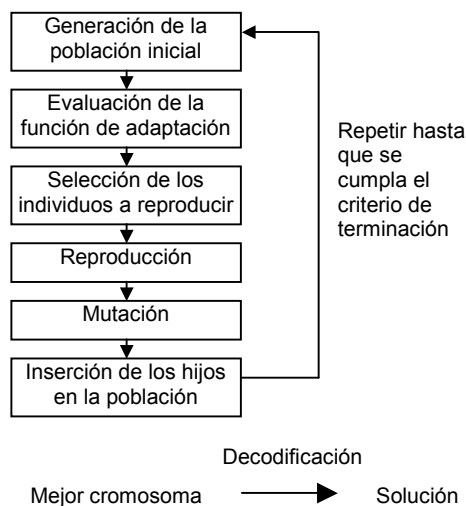 Generación de la
población inicial
Evaluación de la
función de adaptación
Selección de los
individuos a reproducir
Reproducción
Mutación
Inserción de los hijos
en la población
Repetir hasta
que se
cumpla el
criterio de
terminación
Decodificación
Mejor cromosoma Solución